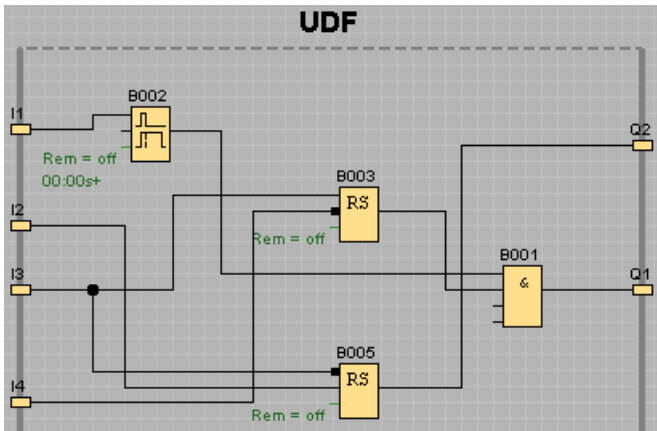 UDF
B002
I1
Q2
Rem = off
00:00s+
B003
RS
I2
Rem = off
B001
&
I3
Q1
B005
RS
I4
Rem = off